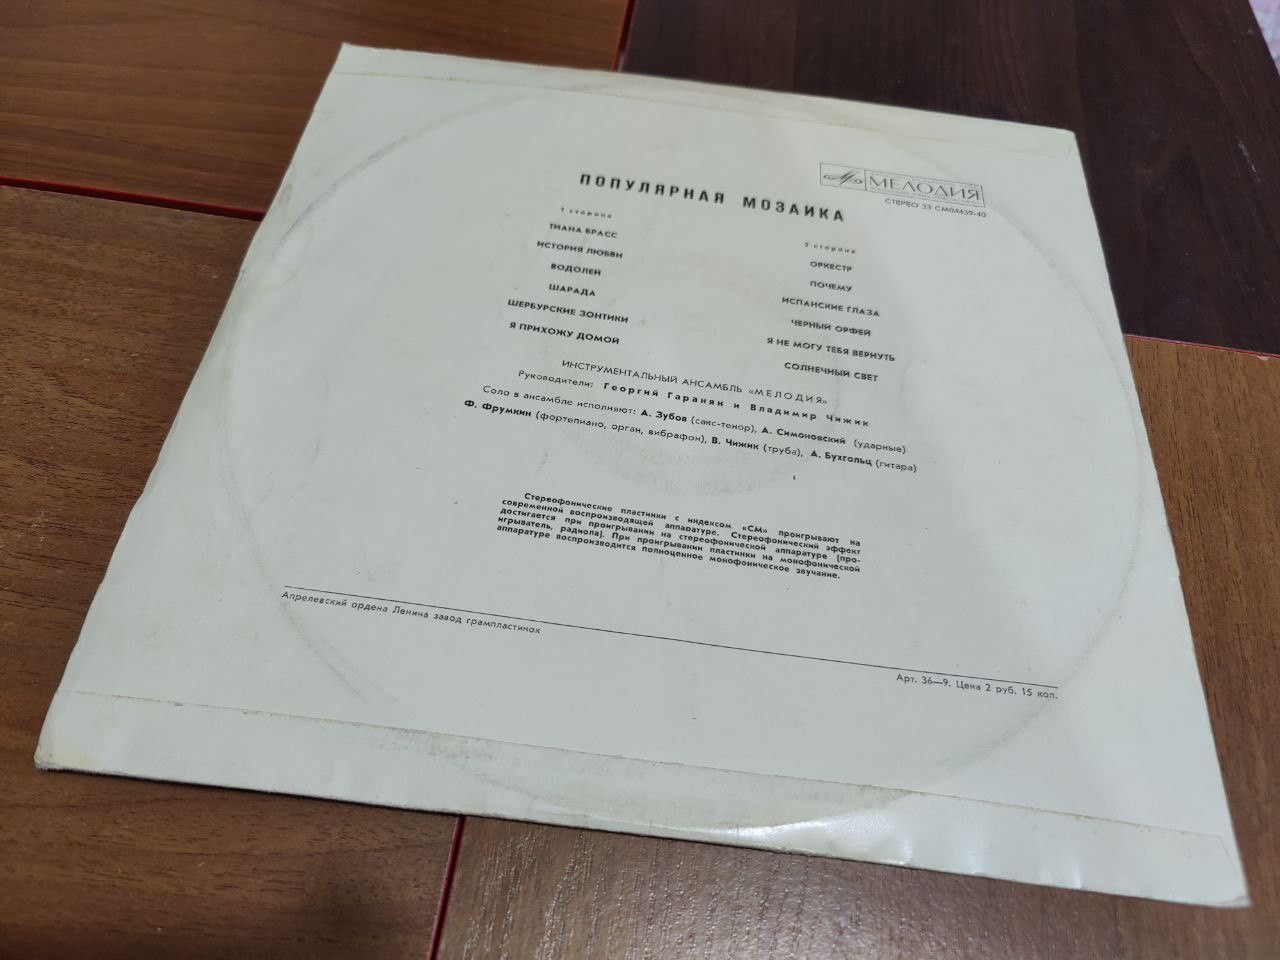 МЕЛОДИЯ
СТЕРЕО 33 СМ04439-40
ПОПУЛЯРНАЯ МОЗАИКА
1 сторона
ТИАНА БРАСС
ИСТОРИЯ ЛЮБВИ
ВОДОЛЕЙ
ШАРАДА
ШЕРБУРСКИЕ ЗОНТИКИ
Я ПРИХОЖУ ДОМОЙ
2 сторона
ОРКЕСТР
ПОЧЕМУ
ИСПАНСКИЕ ГЛАЗА
ЧЕРНЫЙ ОРФЕЙ
Я НЕ МОГУ ТЕБЯ ВЕРНУТЬ
СОЛНЕЧНЫЙ СВЕТ
ИНСТРУМЕНТАЛЬНЫЙ АНСАМБЛЬ «МЕЛОДИЯ»
Руководители: Георгий Гаранян и Владимир Чижик
Соло в ансамбле исполняют: А. Зубов (сакс-тенор), А. Симоновский (ударные)
Ф. Фрумкин (фортепиано, орган, вибрафон), В. Чижик (труба), А. Бухгольц (гитара)
Стереофонические пластинки с индексом «СМ» проигрывают на
современной воспроизводящей аппаратуре. Стереофонический эффект
достигается при проигрывании на стереофонической аппаратуре (про-
игрыватель, радиола). При проигрывании пластинки на монофонической
аппаратуре воспроизводится полноценное монофоническое звучание.
Апрелевский ордена Ленина завод грампластинок
Арт. 36—9. Цена 2 руб. 15 коп.